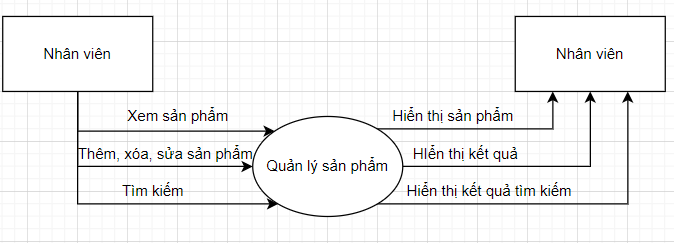 Nhân viên
Nhân viên
Xem sản phẩm
Hiển thị sản phẩm
Thêm, xóa, sửa sản phẩm
HIển thị kết quả
Quản lý sản phẩm
Tìm kiếm
Hiển thị kết quả tìm kiếm